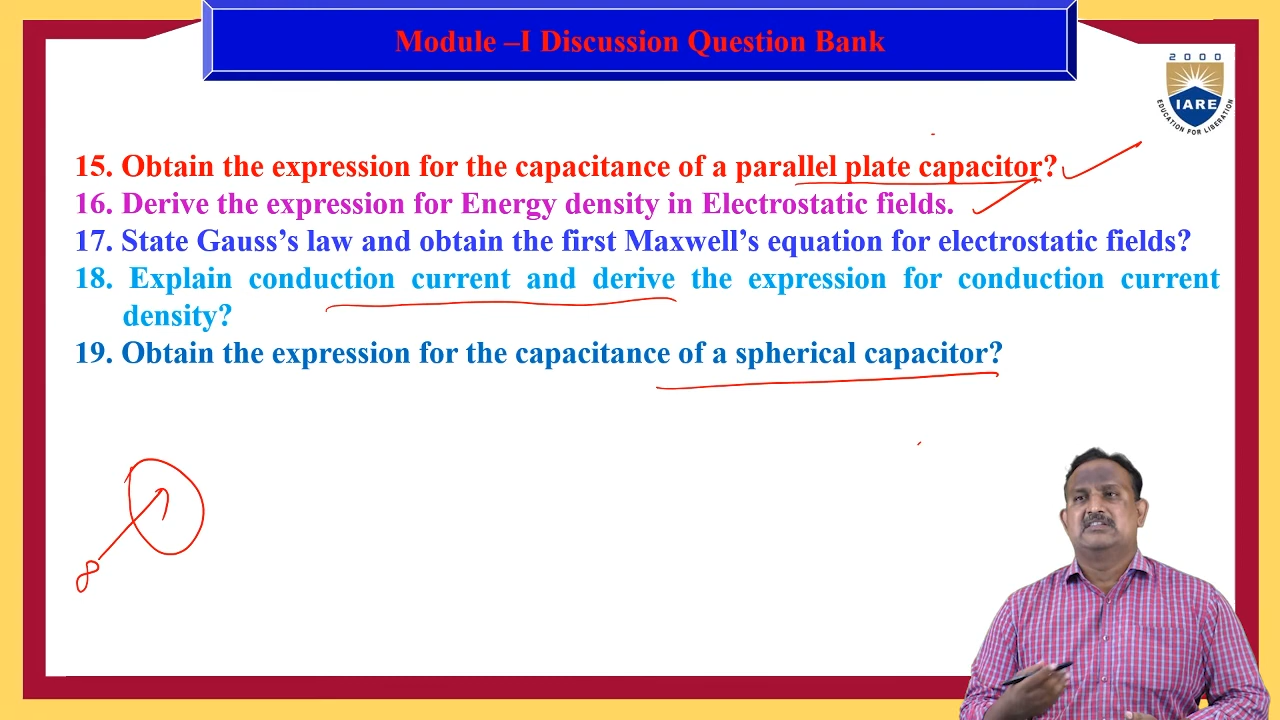 Module –I Discussion Question Bank
2000
IARE
EDUCATION FOR LIBERATION
15. Obtain the expression for the capacitance of a parallel plate capacitor?
16. Derive the expression for Energy density in Electrostatic fields.
17. State Gauss’s law and obtain the first Maxwell’s equation for electrostatic fields?
18. Explain conduction current and derive the expression for conduction current
density?
19. Obtain the expression for the capacitance of a spherical capacitor?
∞